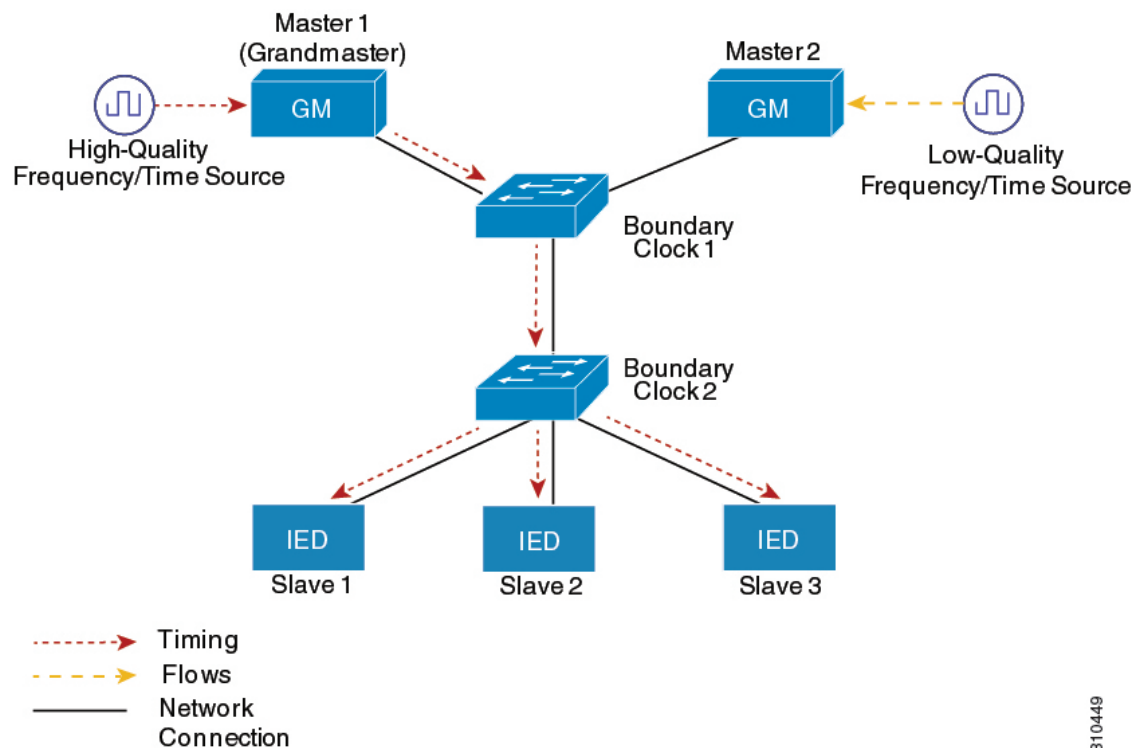 Master 1
(Grandmaster)
Master 2
GM
GM
High-Quality
Frequency/Time Source
Low-Quality
Frequency/Time Source
Boundary
Clock 1
Boundary
Clock 2
IED
IED
IED
Slave 1
Slave 2
Slave 3
Timing
Flows
Network
Connection
310449